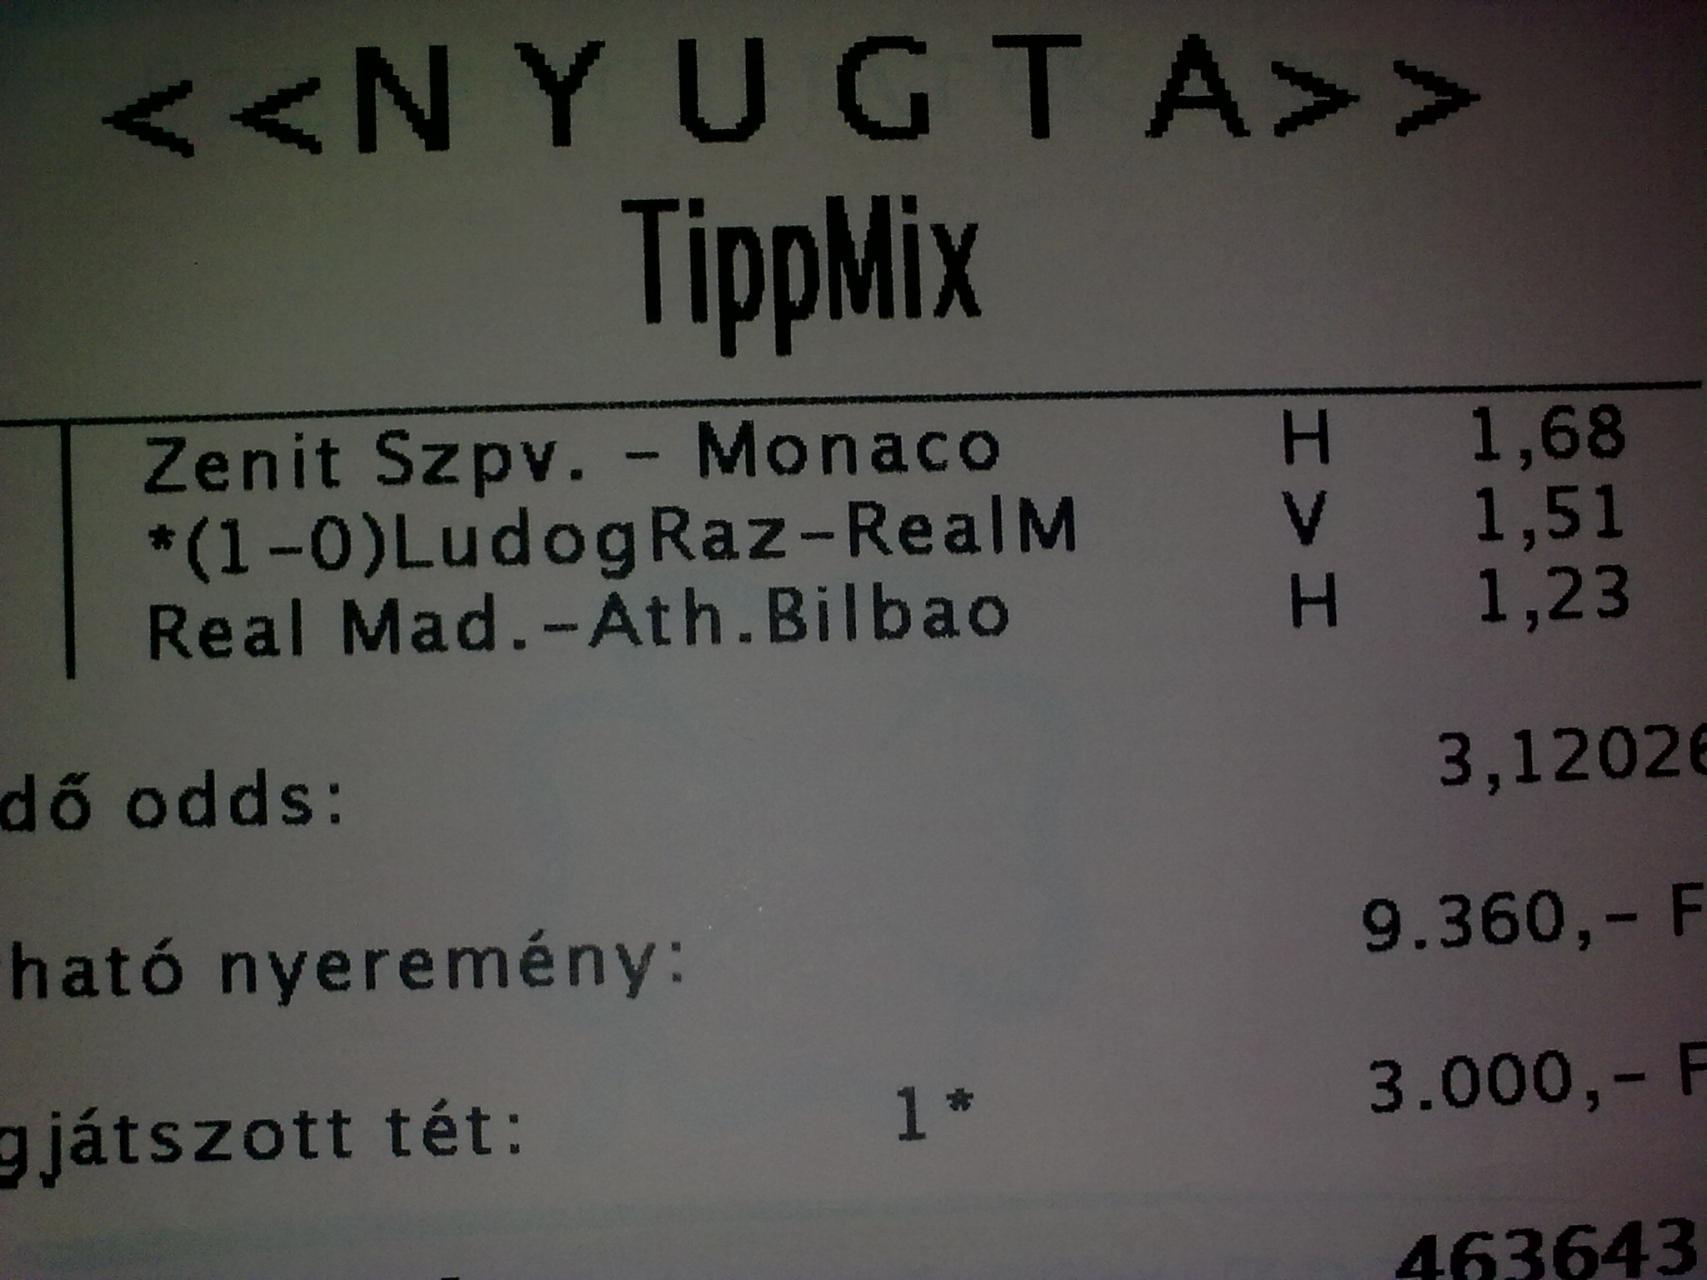 <<NYUGTA>>
TippMix
Zenit Szpv. - Monaco H 1,68
*(1-0)LudogRaz-RealM V 1,51
Real Mad.-Ath.Bilbao H 1,23
dő odds: 3,12026
ható nyeremény: 9.360,- F
gjátszott tét: 1* 3.000,- F
463643